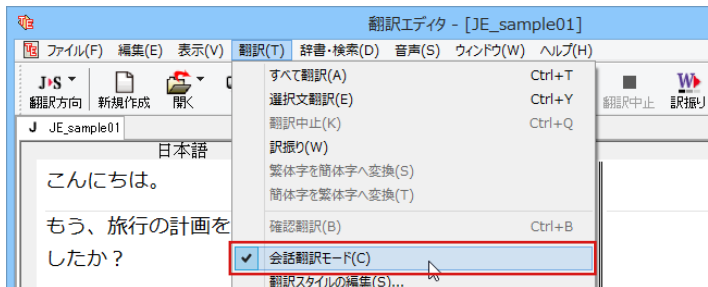 翻訳エディタ - [JE_sample01]
ファイル(F) 編集(E) 表示(V) 翻訳(T) 辞書・検索(D) 音声(S) ウィンドウ(W) ヘルプ(H)
J›S
翻訳方向 新規作成 開く 翻訳中止 訳振り
J JE_sample01
日本語
こんにちは。
もう、旅行の計画を
したか？
すべて翻訳(A) Ctrl+T
選択文翻訳(E) Ctrl+Y
翻訳中止(K) Ctrl+Q
訳振り(W)
繁体字を簡体字へ変換(S)
簡体字を繁体字へ変換(T)
確認翻訳(B) Ctrl+B
会話翻訳モード(C)
翻訳スタイルの編集(S)...